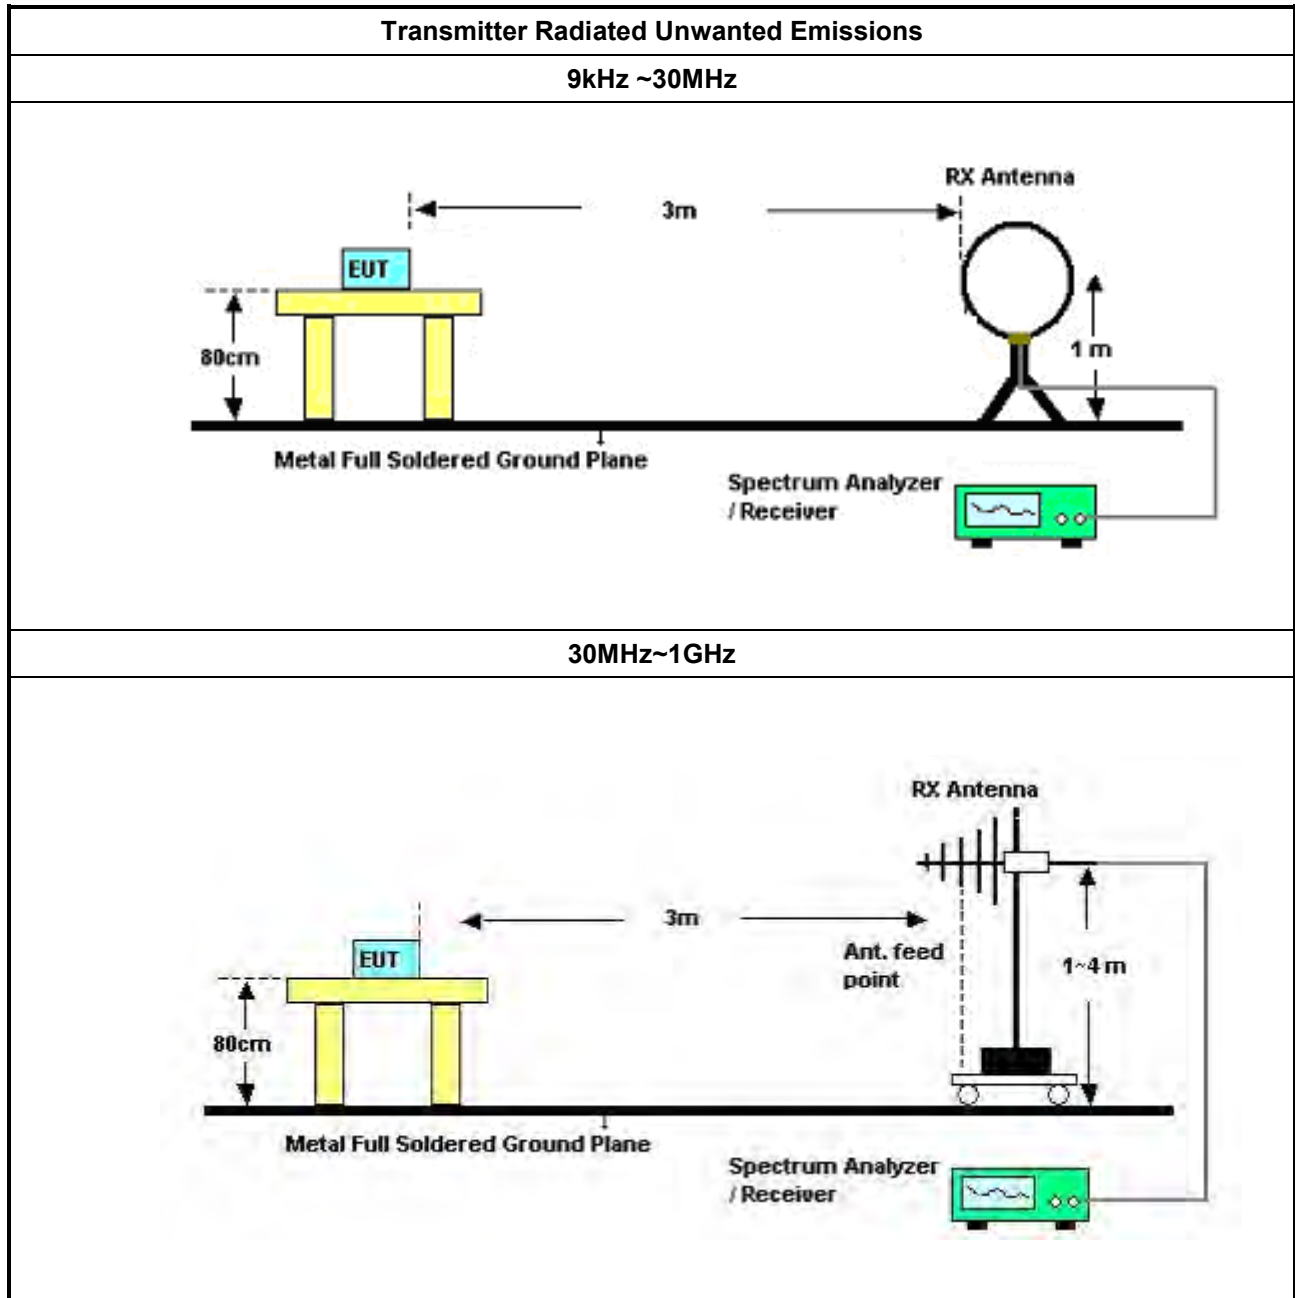 Transmitter Radiated Unwanted Emissions
9kHz ~30MHz
RX Antenna
3m
EUT
80cm
1 m
Metal Full Soldered Ground Plane
Spectrum Analyzer
/ Receiver
30MHz~1GHz
RX Antenna
3m
Ant. feed
point
EUT
1~4 m
80cm
Metal Full Soldered Ground Plane
Spectrum Analyzer
/ Receiver